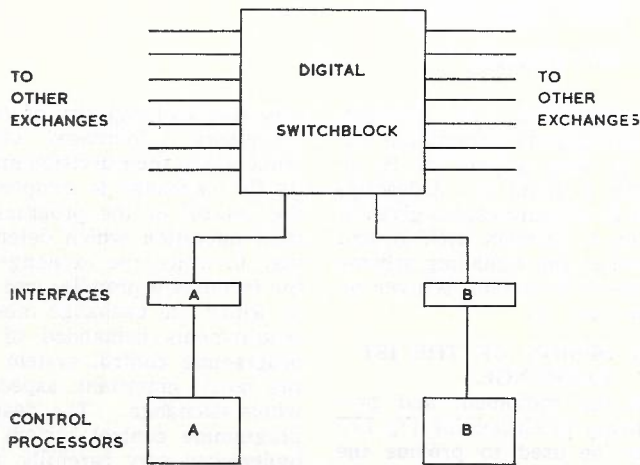 DIGITAL
SWITCHBLOCK
TO
OTHER
EXCHANGES
TO
OTHER
EXCHANGES
INTERFACES
A
B
CONTROL
PROCESSORS
A
B